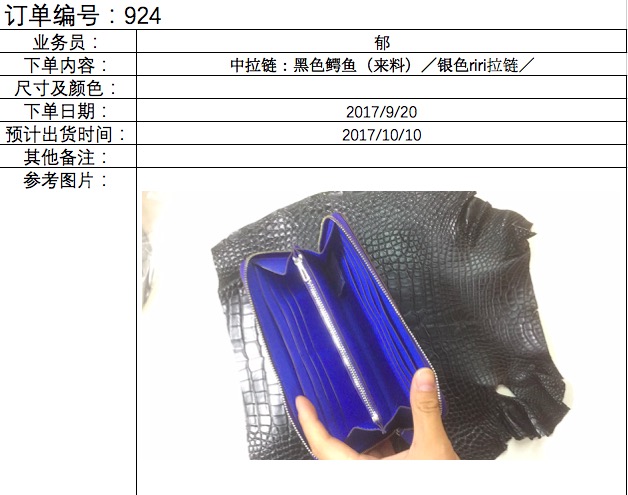 订单编号：924
业务员： 郁
下单内容： 中拉链：黑色鳄鱼（来料）／银色riri拉链／
尺寸及颜色：
下单日期： 2017/9/20
预计出货时间： 2017/10/10
其他备注：
参考图片：